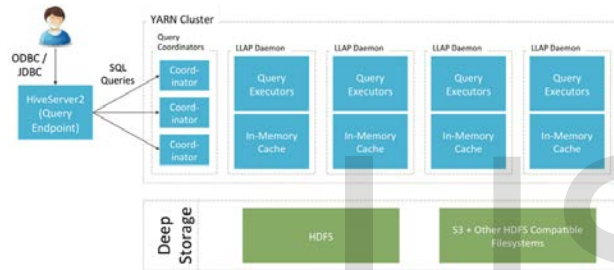 YARN Cluster
ODBC /
JDBC
SQL
Queries
HiveServer2
(Query
Endpoint)
Query
Coordinators
Coord-
inator
Coord-
inator
Coord-
inator
LLAP Daemon
Query
Executors
In-Memory
Cache
LLAP Daemon
Query
Executors
In-Memory
Cache
LLAP Daemon
Query
Executors
In-Memory
Cache
LLAP Daemon
Query
Executors
In-Memory
Cache
Deep
Storage
HDFS
S3 + Other HDFS Compatible
Filesystems